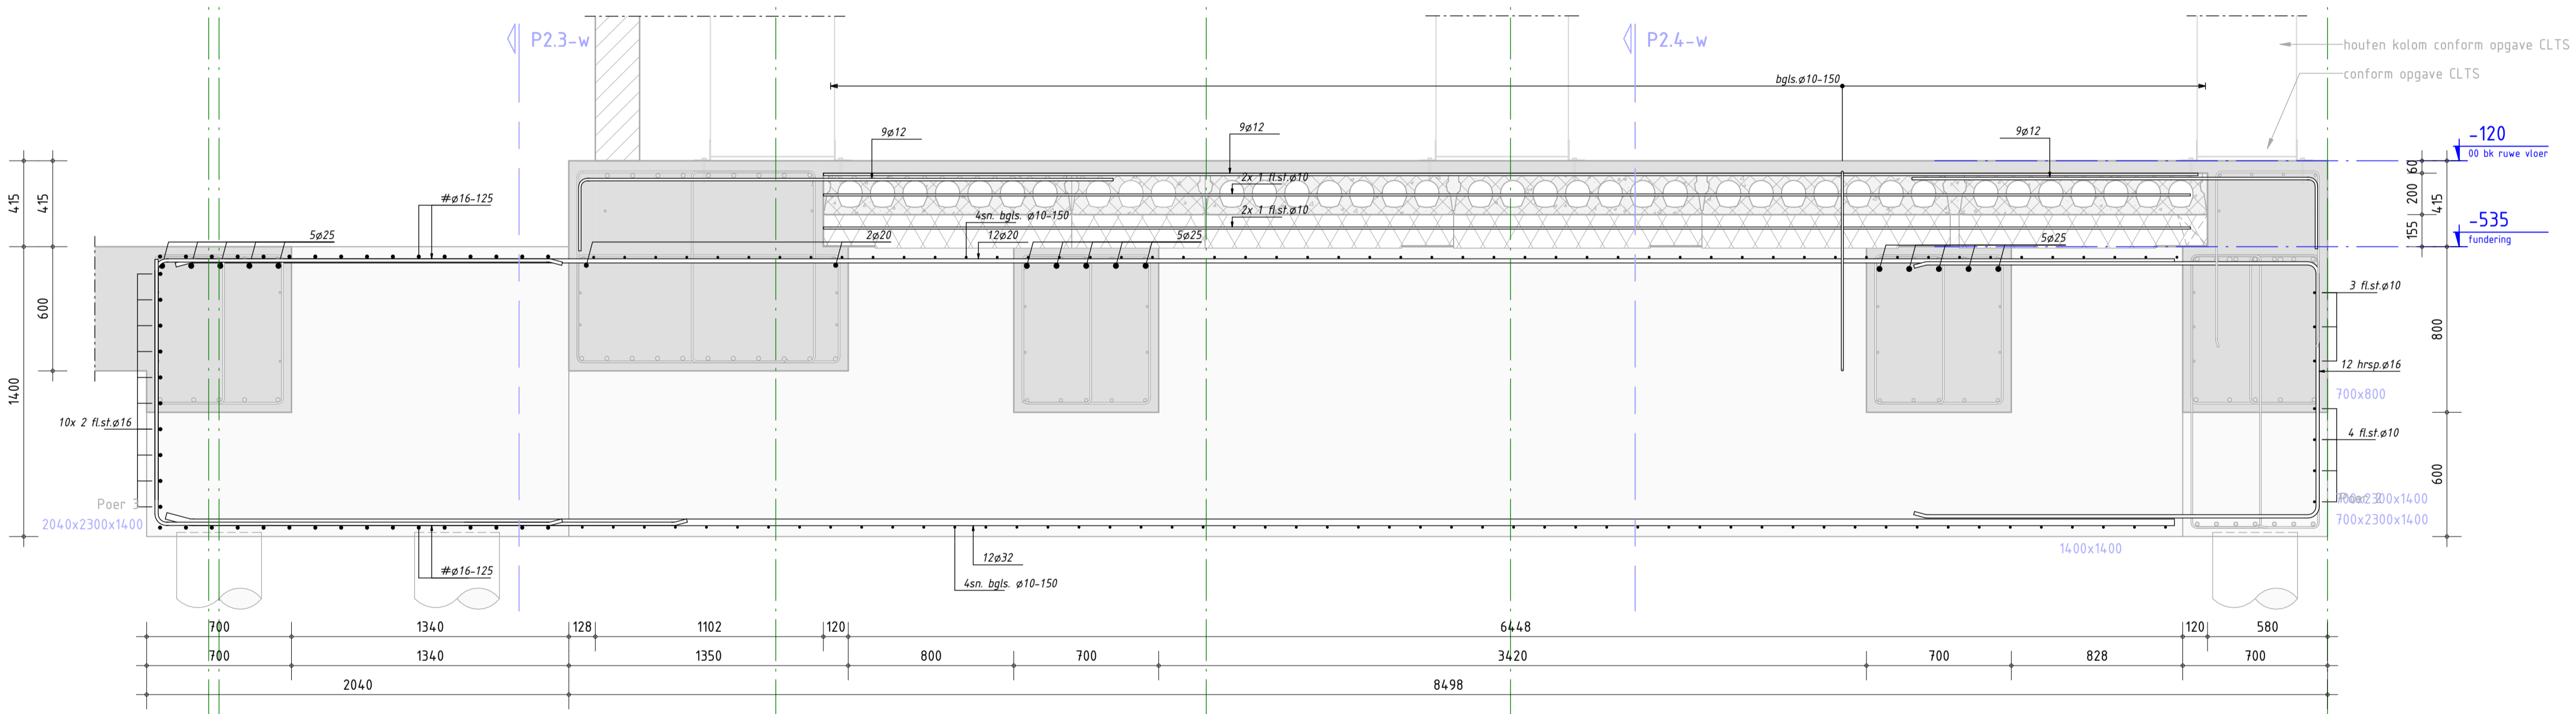 P2.3-w
P2.4-w
houten kolom conform opgave CLTS
conform opgave CLTS
bgls.ø10-150
9ø12
9ø12
9ø12
-120
00 bk ruwe vloer
2x 1 fl.st.ø10
2x 1 fl.st.ø10
#ø16-125
4sn. bgls. ø10-150
5ø25
2ø20
12ø20
5ø25
5ø25
-535
fundering
415
415
600
1400
60
200
155
415
800
600
3 fl.st.ø10
12 hrsp.ø16
700x800
4 fl.st.ø10
10x 2 fl.st.ø16
Poer 3
2040x2300x1400
700x2300x1400
700x2300x1400
1400x1400
#ø16-125
12ø32
4sn. bgls. ø10-150
700
1340
128
1102
120
6448
120
580
700
1340
1350
800
700
3420
700
828
700
2040
8498